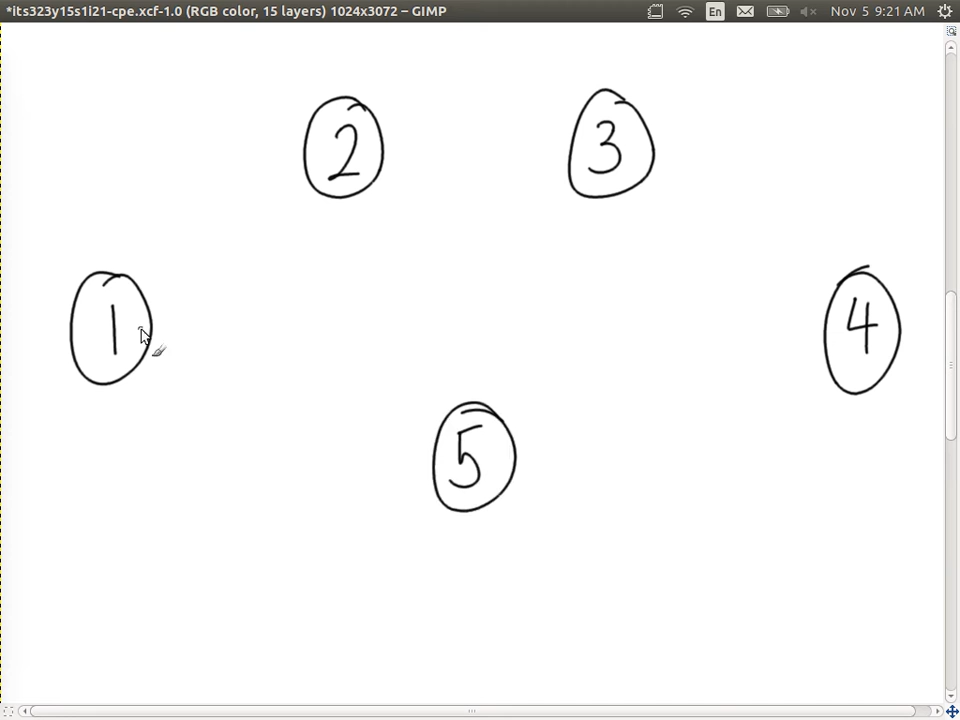 *its323y15s1i21-cpe.xcf-1.0 (RGB color, 15 layers) 1024x3072 – GIMP
En
Nov 5 9:21 AM
2
3
1
4
5